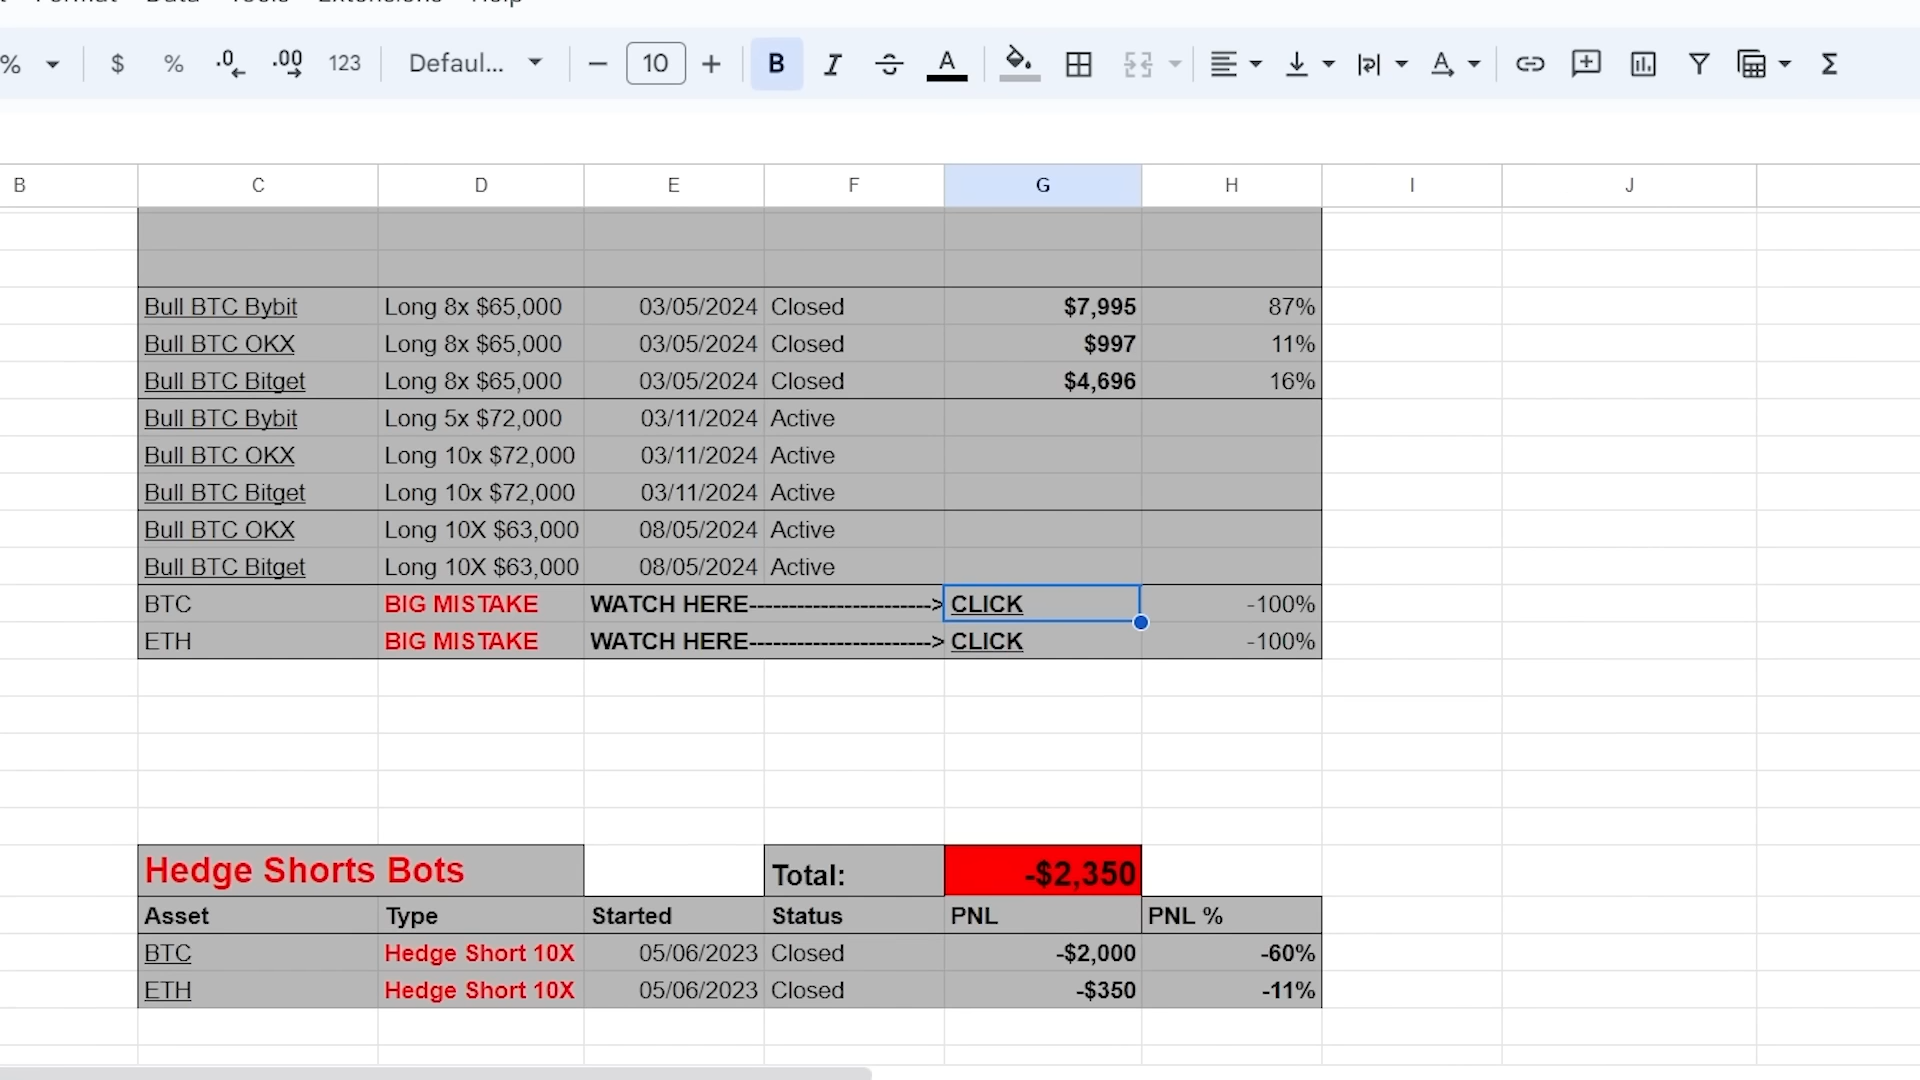 Format Data Tools Extensions Help
% $ % .0 .00 123 Defaul... − 10 + B I S A Σ
B C D E F G H I J
Bull BTC Bybit Long 8x $65,000 03/05/2024 Closed $7,995 87%
Bull BTC OKX Long 8x $65,000 03/05/2024 Closed $997 11%
Bull BTC Bitget Long 8x $65,000 03/05/2024 Closed $4,696 16%
Bull BTC Bybit Long 5x $72,000 03/11/2024 Active
Bull BTC OKX Long 10x $72,000 03/11/2024 Active
Bull BTC Bitget Long 10x $72,000 03/11/2024 Active
Bull BTC OKX Long 10X $63,000 08/05/2024 Active
Bull BTC Bitget Long 10X $63,000 08/05/2024 Active
BTC BIG MISTAKE WATCH HERE-----------------------> CLICK -100%
ETH BIG MISTAKE WATCH HERE-----------------------> CLICK -100%
Hedge Shorts Bots Total: -$2,350
Asset Type Started Status PNL PNL %
BTC Hedge Short 10X 05/06/2023 Closed -$2,000 -60%
ETH Hedge Short 10X 05/06/2023 Closed -$350 -11%